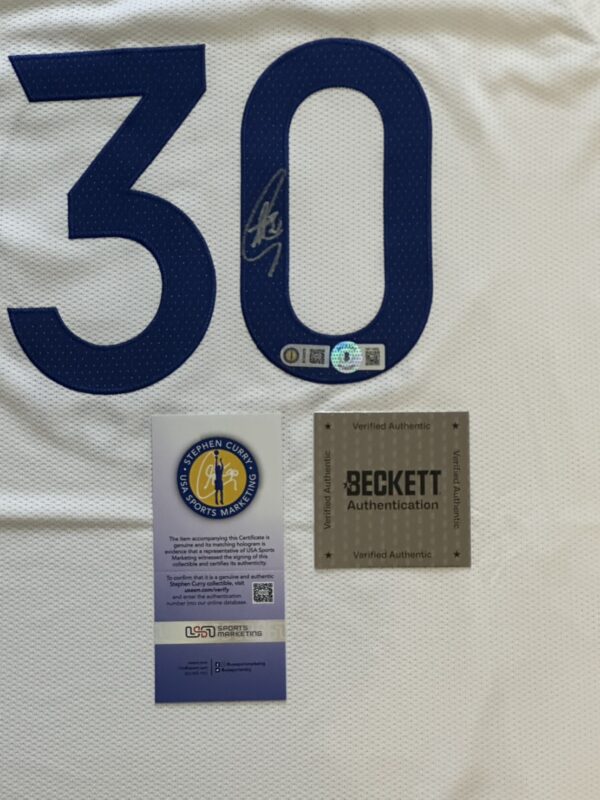 30
STEPHEN CURRY
USA SPORTS MARKETING
The item accompanying this Certificate is
genuine and its matching hologram is
evidence that a representative of USA Sports
Marketing witnessed the signing of this
collectible and certifies its authenticity.
To confirm that it is a genuine and authentic
Stephen Curry collectible, visit
usasm.com/verify
and enter the authentication
number into our online database.
SPORTS
MARKETING
Verified Authentic
Verified Authentic
BECKETT
Authentication
Verified Authentic
Verified Authentic